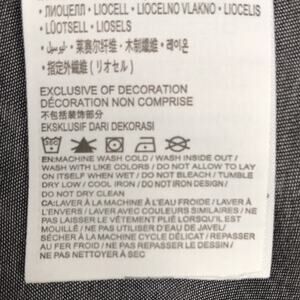 ЛИОЦЕЛЛ / LIOCELL / LIOCELNO VLAKNO / LIOCELIS
• LÜOTSELL / LIOSELS
• ليوسيل • 莱赛尔纤维 • 木制纖維 • 레이온
• 指定外繊維 (リオセル)
EXCLUSIVE OF DECORATION
DÉCORATION NON COMPRISE
不包括装饰部分
EKSKLUSIF DARI DEKORASI
EN:MACHINE WASH COLD / WASH INSIDE OUT /
WASH WITH LIKE COLORS / DO NOT ALLOW TO LAY
ON ITSELF WHEN WET / DO NOT BLEACH / TUMBLE
DRY LOW / COOL IRON / DO NOT IRON DESIGN /
DO NOT DRY CLEAN
CA:LAVER À LA MACHINE À L'EAU FROIDE / LAVER À
L'ENVERS / LAVER AVEC COULEURS SIMILAIRES / NE
PAS LAISSER LE VÊTEMENT PLIÉ LORSQU'IL EST
MOUILLÉ / NE PAS UTILISER D'EAU DE JAVEL/
SÉCHER À LA MACHINE CYCLE DÉLICAT / REPASSER
AU FER FROID / NE PAS REPASSER LE DESSIN /
NE PAS NETTOYER À SEC